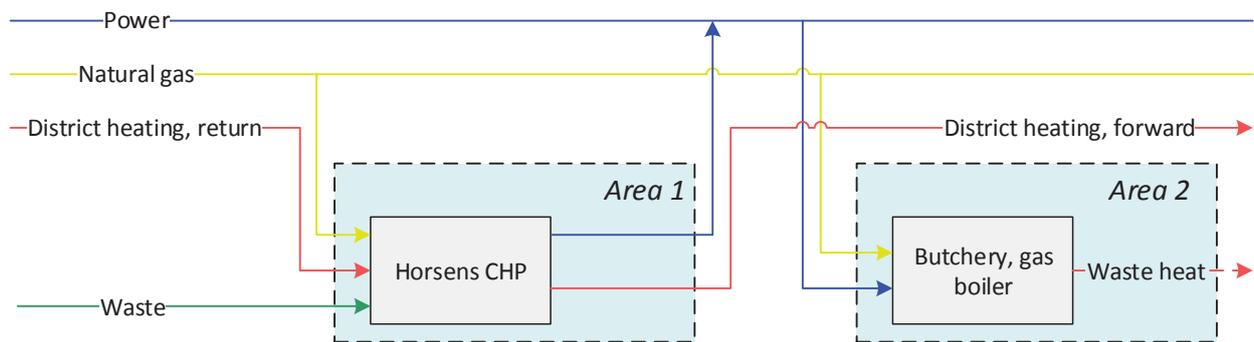 Power
Natural gas
District heating, return
District heating, forward
Area 1
Area 2
Horsens CHP
Butchery, gas
boiler
Waste heat
Waste